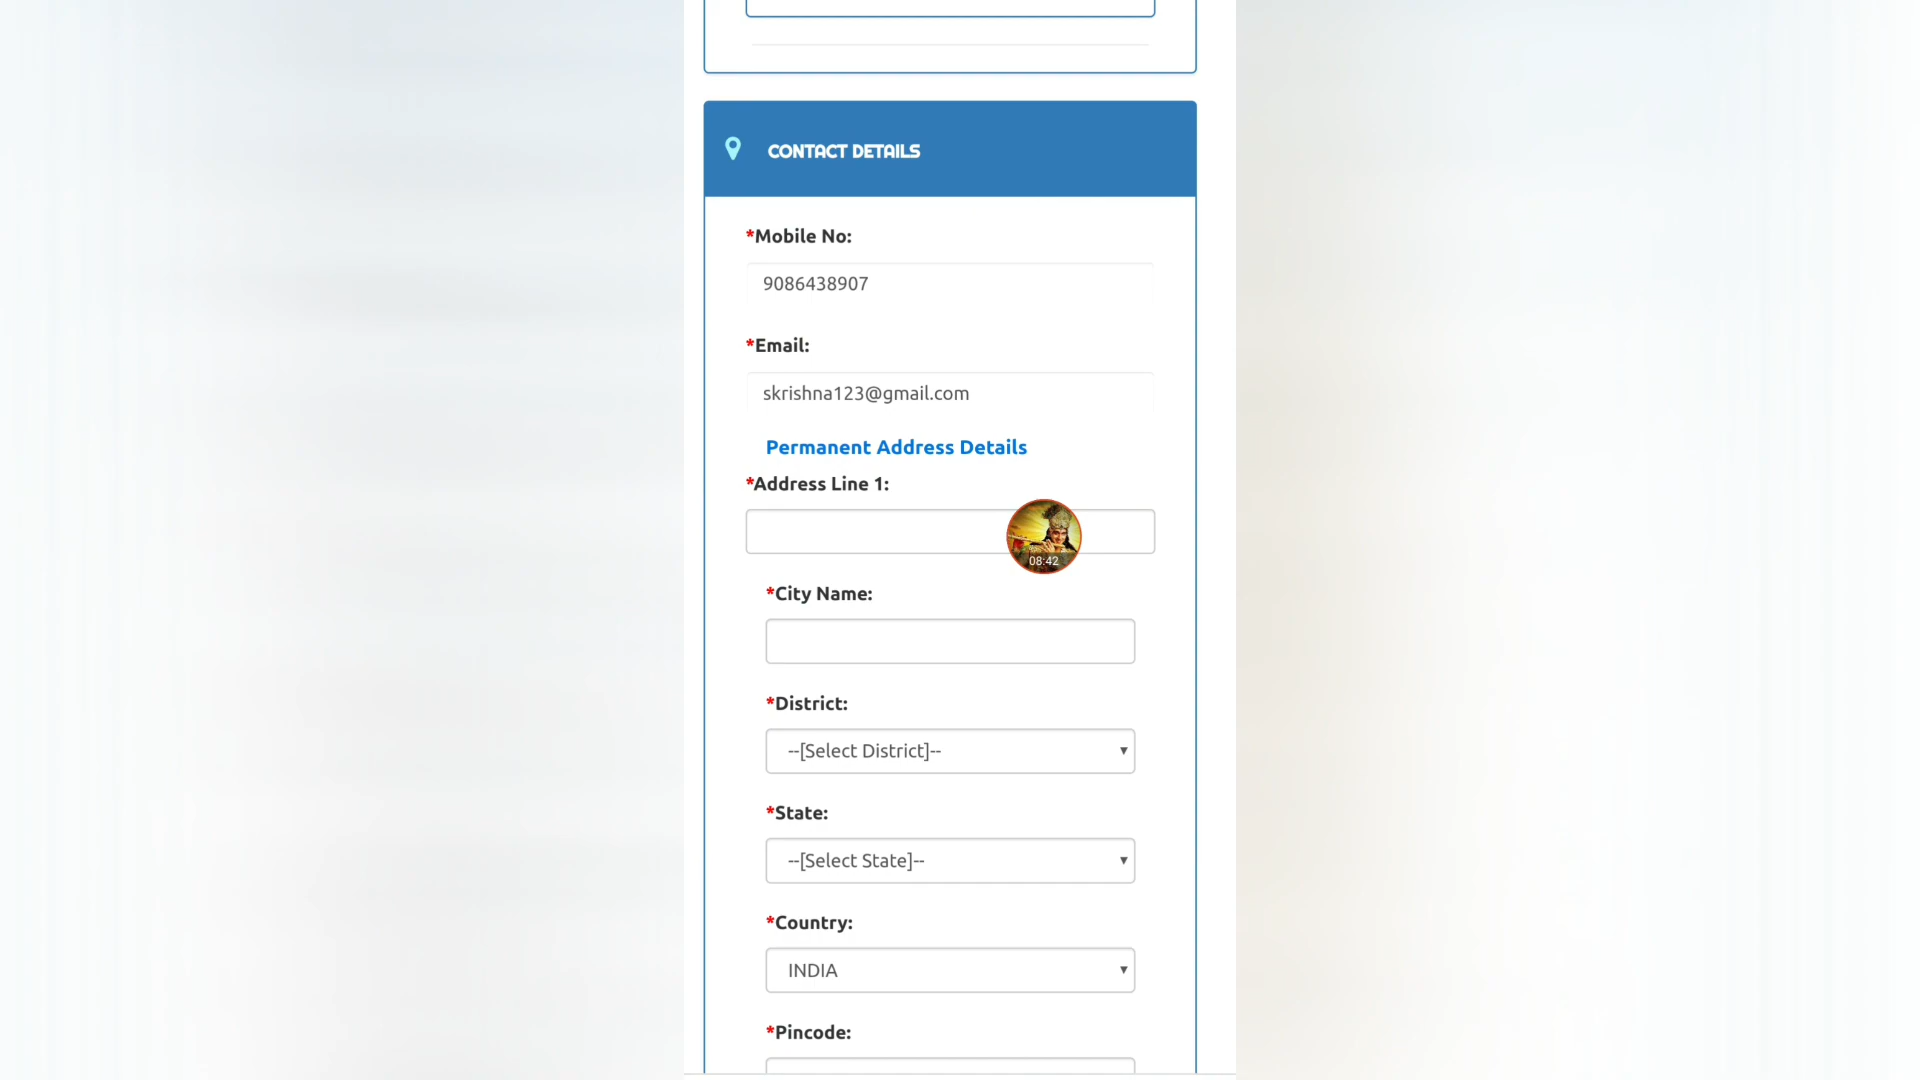 CONTACT DETAILS
*Mobile No:
9086438907
*Email:
skrishna123@gmail.com
Permanent Address Details
*Address Line 1:
08:42
*City Name:
*District:
--[Select District]--
*State:
--[Select State]--
*Country:
INDIA
*Pincode: